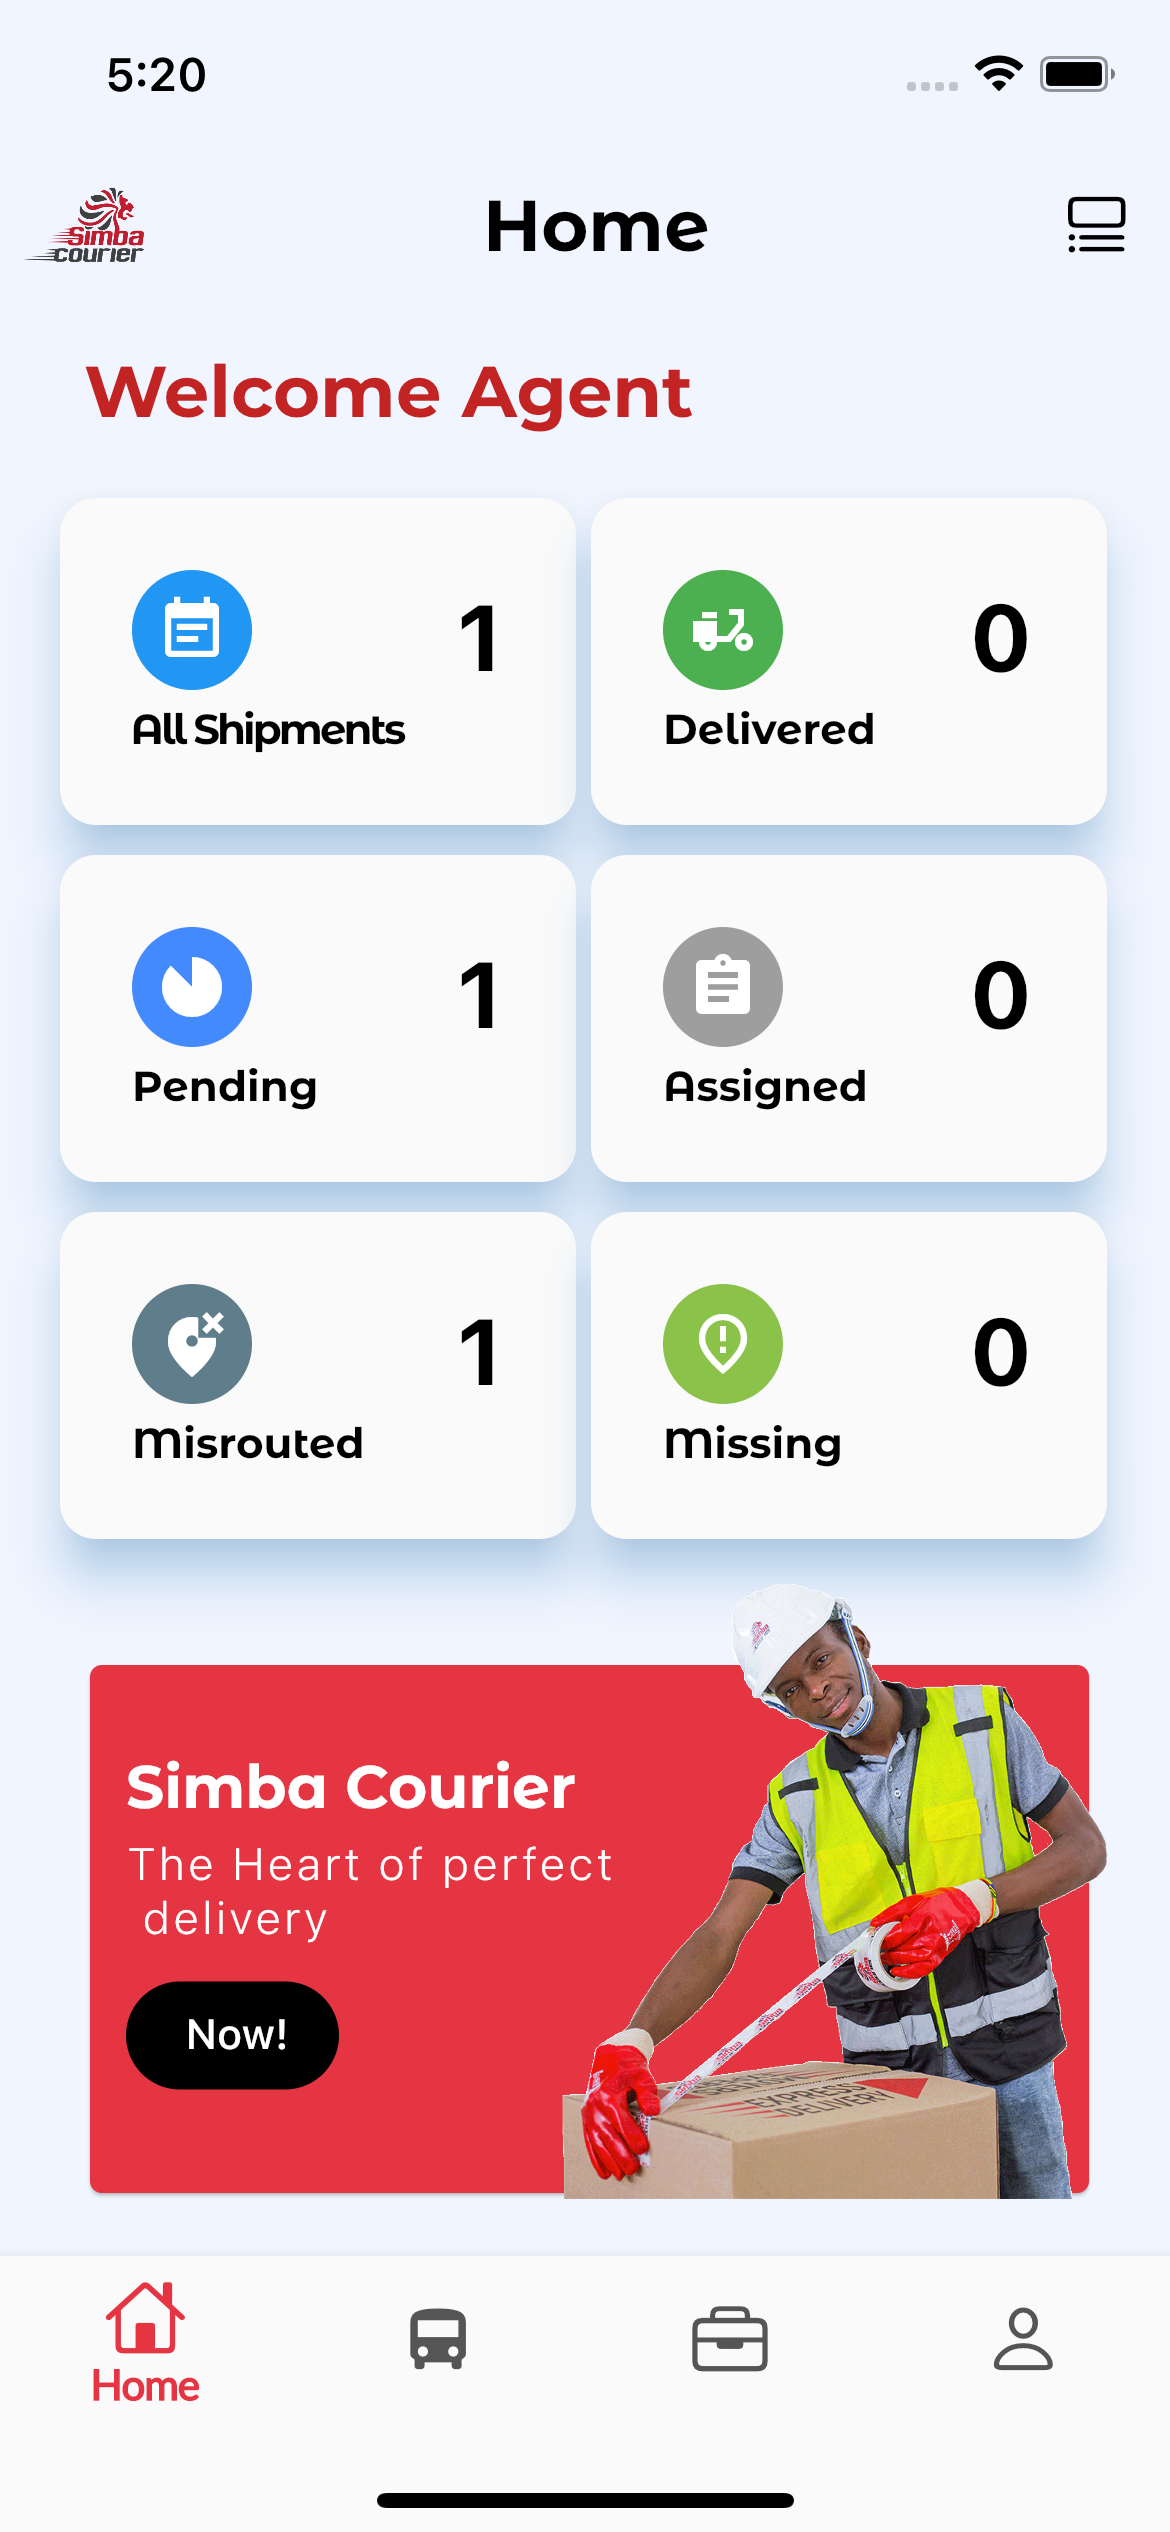 5:20
Simba
courier
Home
Welcome Agent
1
All Shipments
0
Delivered
1
Pending
0
Assigned
1
Misrouted
0
Missing
Simba Courier
The Heart of perfect
delivery
Now!
EXPRESS
DELIVERY
Home